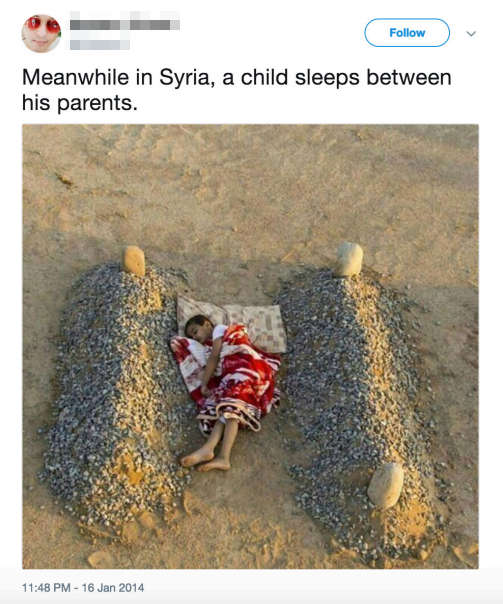 Follow
Meanwhile in Syria, a child sleeps between
his parents.
11:48 PM - 16 Jan 2014